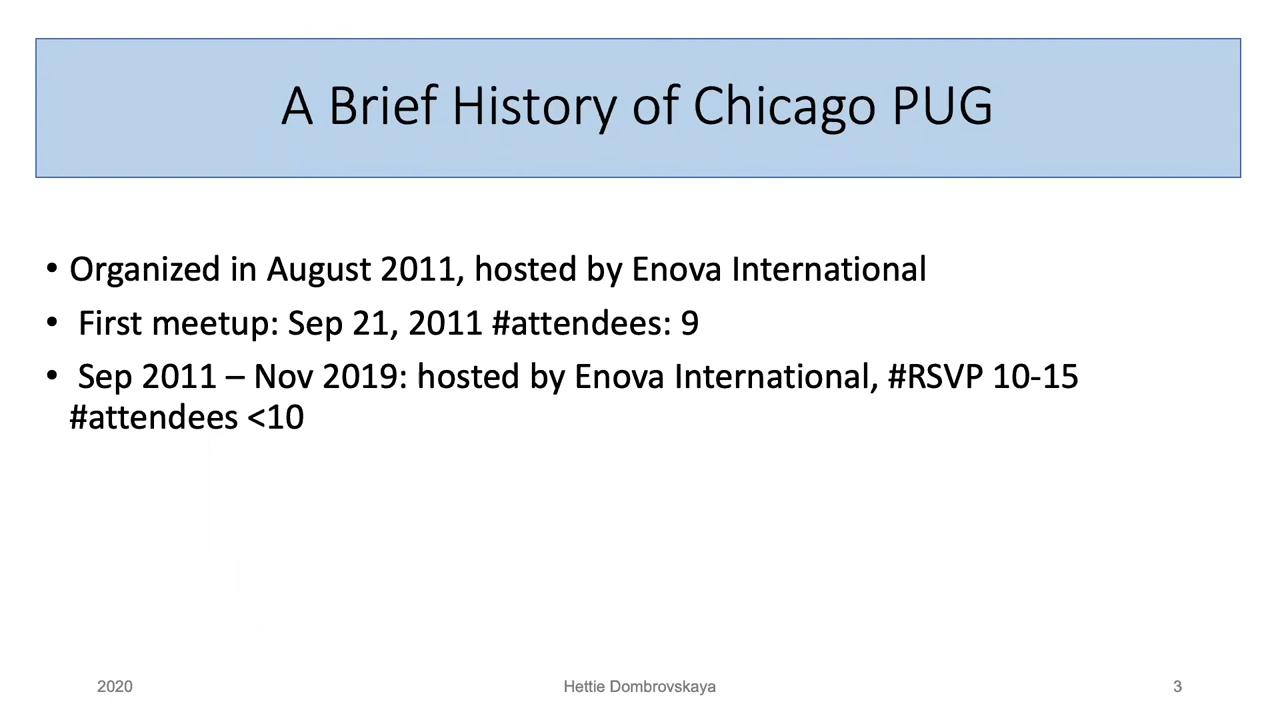 A Brief History of Chicago PUG
• Organized in August 2011, hosted by Enova International
• First meetup: Sep 21, 2011 #attendees: 9
• Sep 2011 – Nov 2019: hosted by Enova International, #RSVP 10-15
#attendees <10
2020 Hettie Dombrovskaya 3